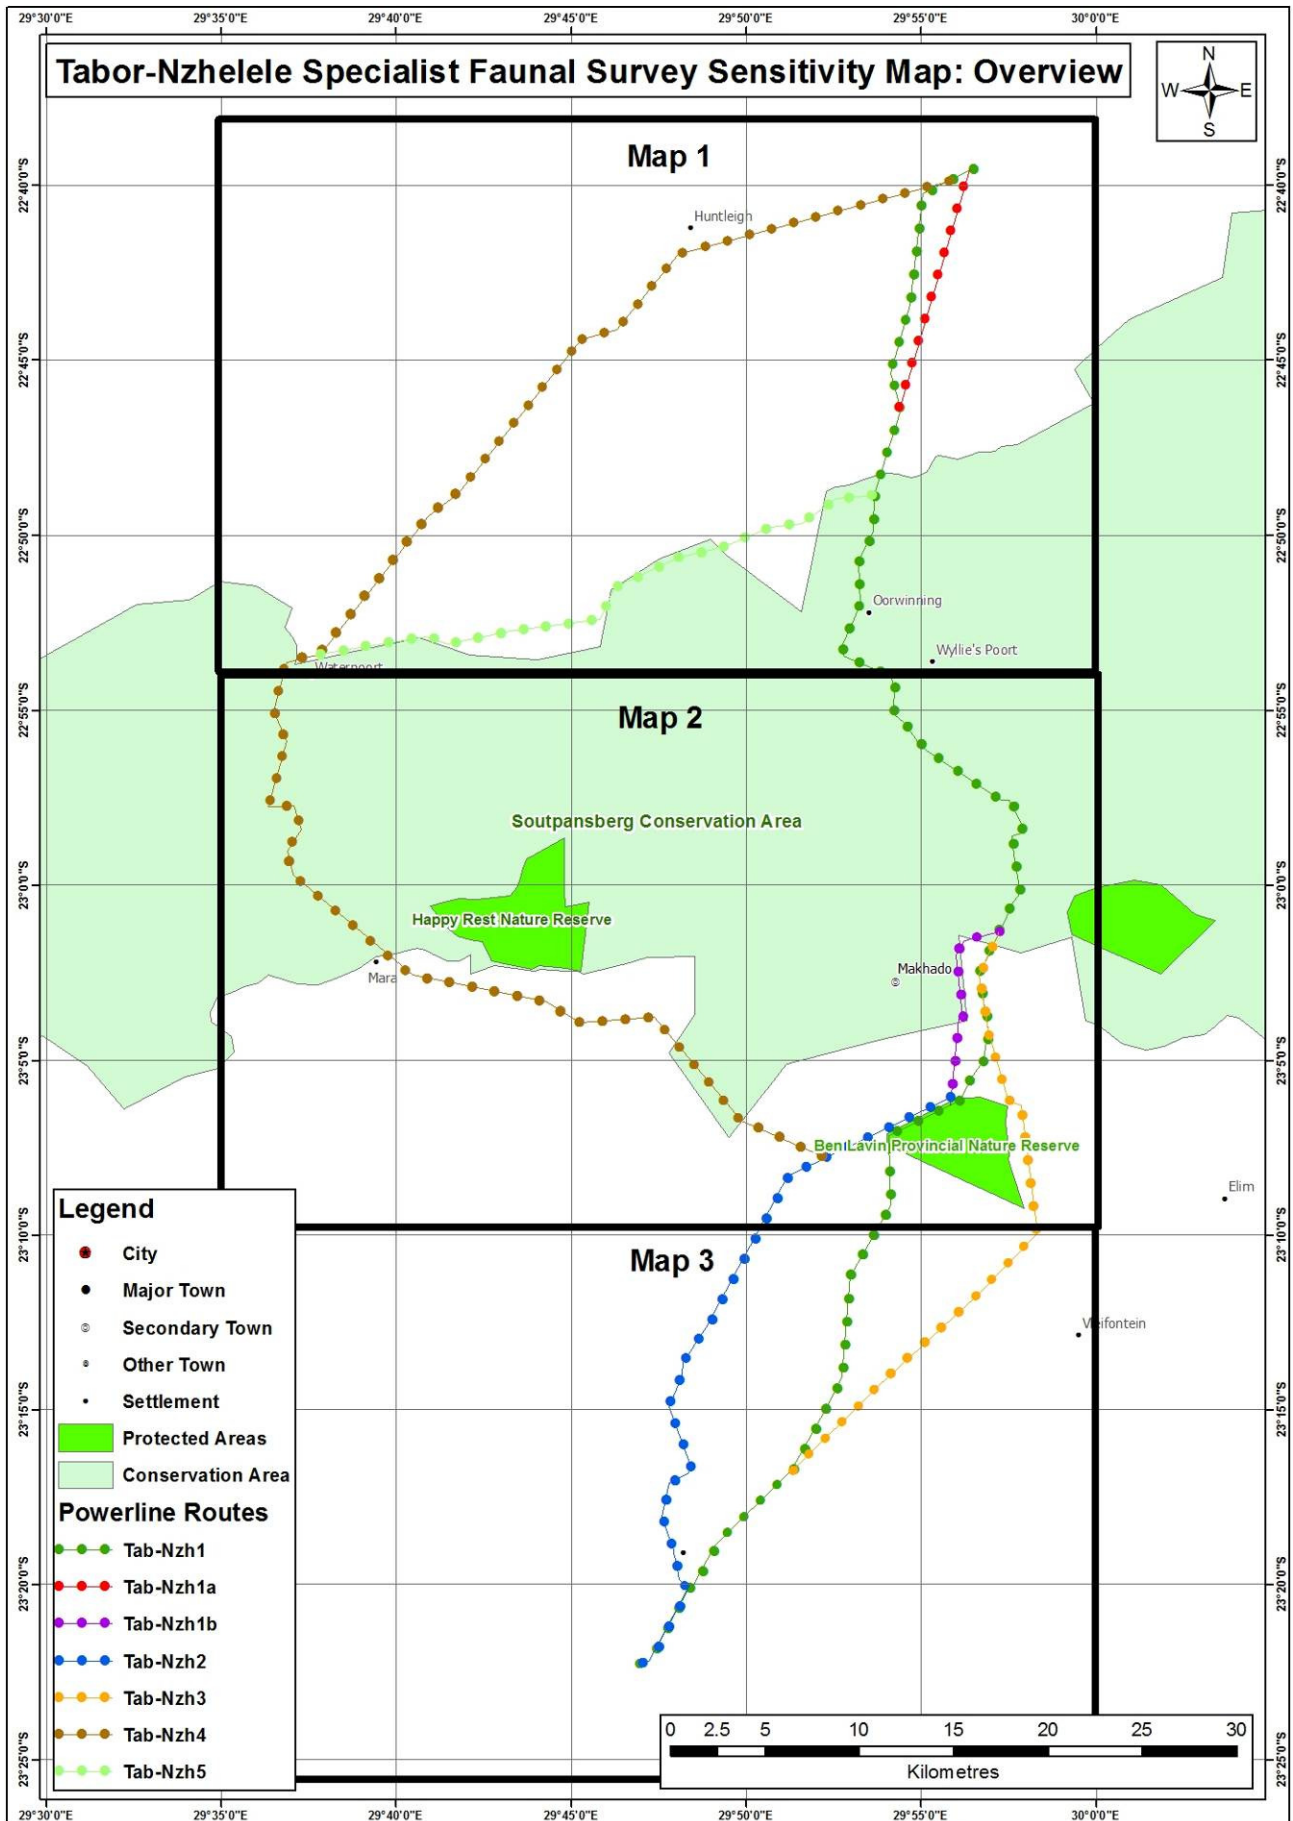 29°30'0"E 29°40'0"E 29°45'0"E 29°50'0"E 29°55'0"E 30°0'0"E
Tabor-Nzhelele Specialist Faunal Survey Sensitivity Map: Overview
N
W E
S
Map 1
22°40'0"S 22°40'0"S
Huntleigh
22°45'0"S 22°45'0"S
22°50'0"S 22°50'0"S
Oorwinning
Wyllie's Poort
Waterpoort
22°55'0"S 22°55'0"S
Map 2
Soutpansberg Conservation Area
23°0'0"S 23°0'0"S
Happy Rest Nature Reserve
Makhado
Mara
23°5'0"S 23°5'0"S
Ben Lavin Provincial Nature Reserve
Elim
23°10'0"S 23°10'0"S
Map 3
Vleifontein
23°15'0"S 23°15'0"S
23°20'0"S 23°20'0"S
23°25'0"S 23°25'0"S
Legend
City
Major Town
Secondary Town
Other Town
Settlement
Protected Areas
Conservation Area
Powerline Routes
Tab-Nzh1
Tab-Nzh1a
Tab-Nzh1b
Tab-Nzh2
Tab-Nzh3
Tab-Nzh4
Tab-Nzh5
0 2.5 5 10 15 20 25 30
Kilometres
29°30'0"E 29°35'0"E 29°40'0"E 29°45'0"E 29°50'0"E 29°55'0"E 30°0'0"E